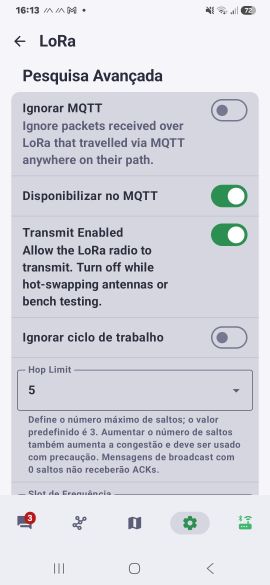 16:13
72
LoRa
Pesquisa Avançada
Ignorar MQTT
Ignore packets received over
LoRa that travelled via MQTT
anywhere on their path.
Disponibilizar no MQTT
Transmit Enabled
Allow the LoRa radio to
transmit. Turn off while
hot-swapping antennas or
bench testing.
Ignorar ciclo de trabalho
Hop Limit
5
Define o número máximo de saltos; o valor
predefinido é 3. Aumentar o número de saltos
também aumenta a congestão e deve ser usado
com precaução. Mensagens de broadcast com
0 saltos não receberão ACKs.
Slot de Frequência
3